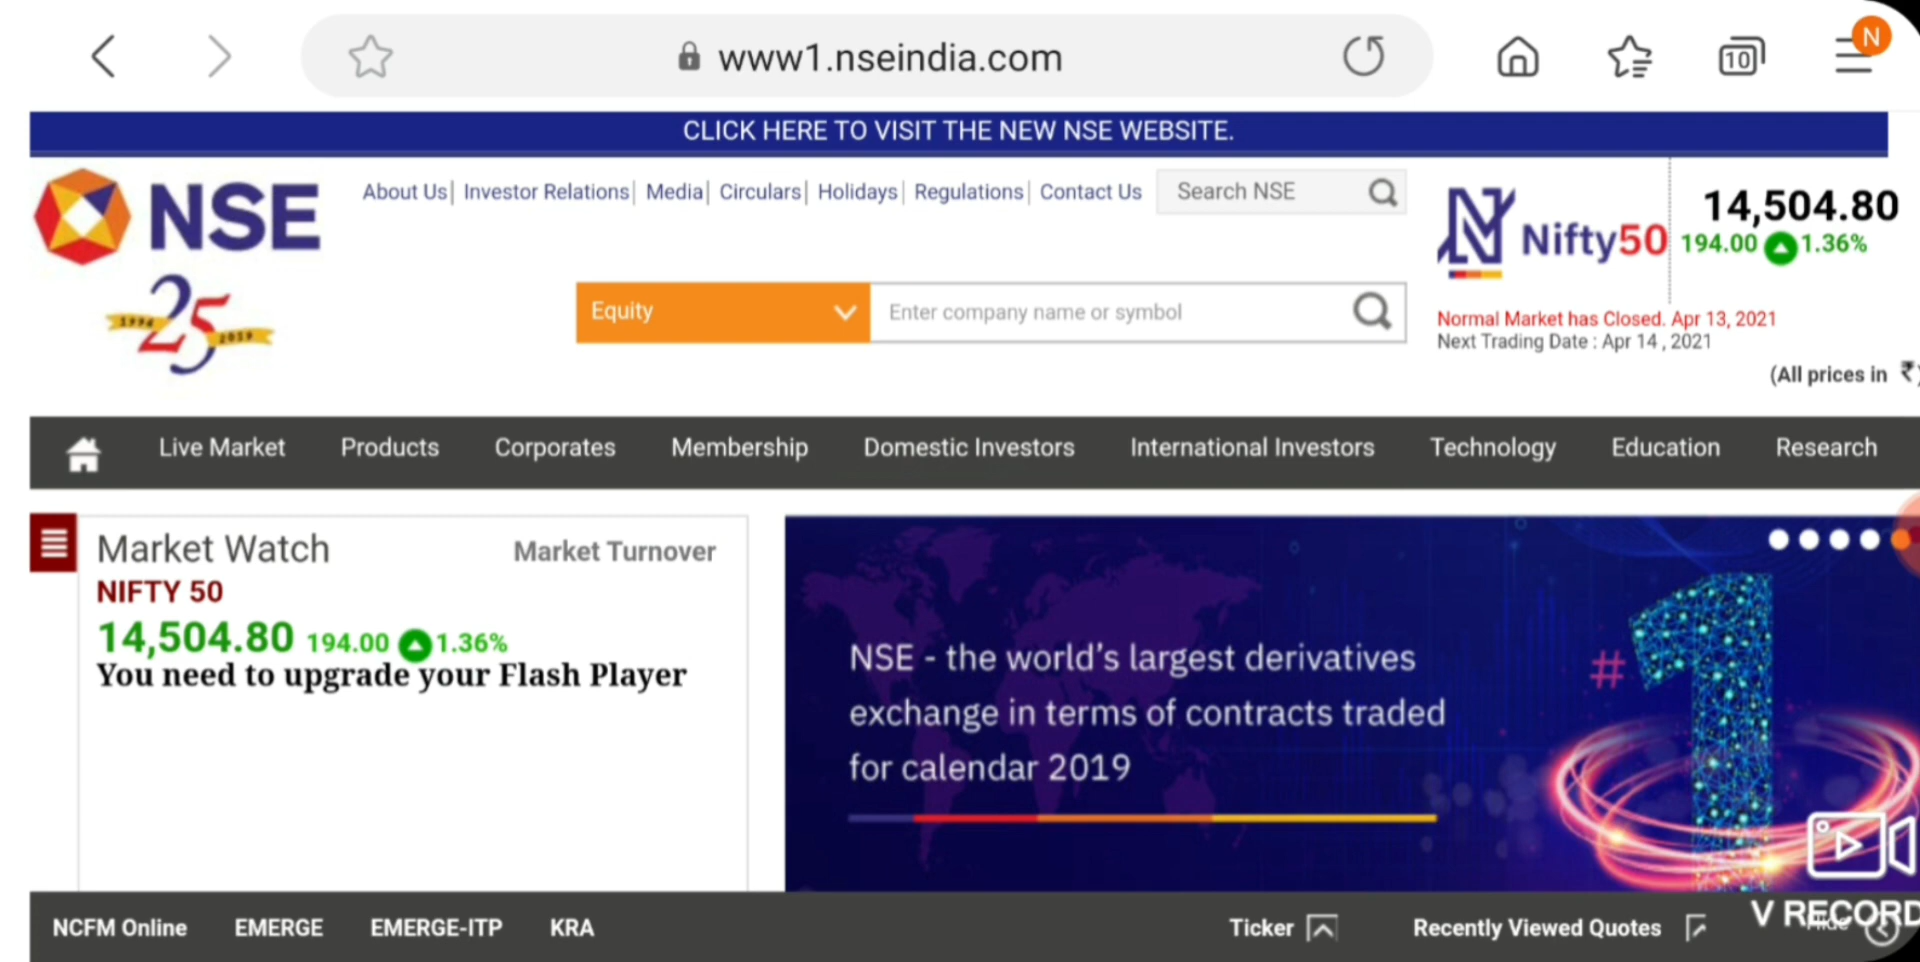 www1.nseindia.com
10
N
CLICK HERE TO VISIT THE NEW NSE WEBSITE.
NSE
About Us| Investor Relations| Media| Circulars| Holidays| Regulations| Contact Us
Search NSE
Nifty50
14,504.80
194.00 1.36%
1994 25 2019
Equity
Enter company name or symbol
Normal Market has Closed. Apr 13, 2021
Next Trading Date : Apr 14 , 2021
(All prices in ₹)
Live Market Products Corporates Membership Domestic Investors International Investors Technology Education Research
Market Watch
Market Turnover
NIFTY 50
14,504.80 194.00 1.36%
You need to upgrade your Flash Player
NSE - the world's largest derivatives
exchange in terms of contracts traded
for calendar 2019
#1
NCFM Online EMERGE EMERGE-ITP KRA
Ticker
Recently Viewed Quotes
Hide
V RECORD